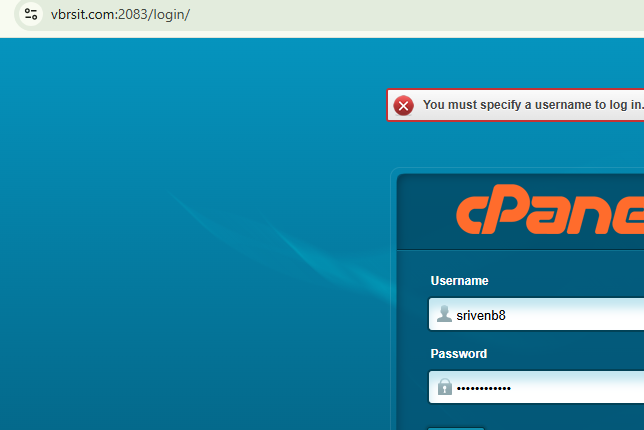 vbrsit.com:2083/login/
You must specify a username to log in.
cPane
Username
srivenb8
Password
••••••••••••